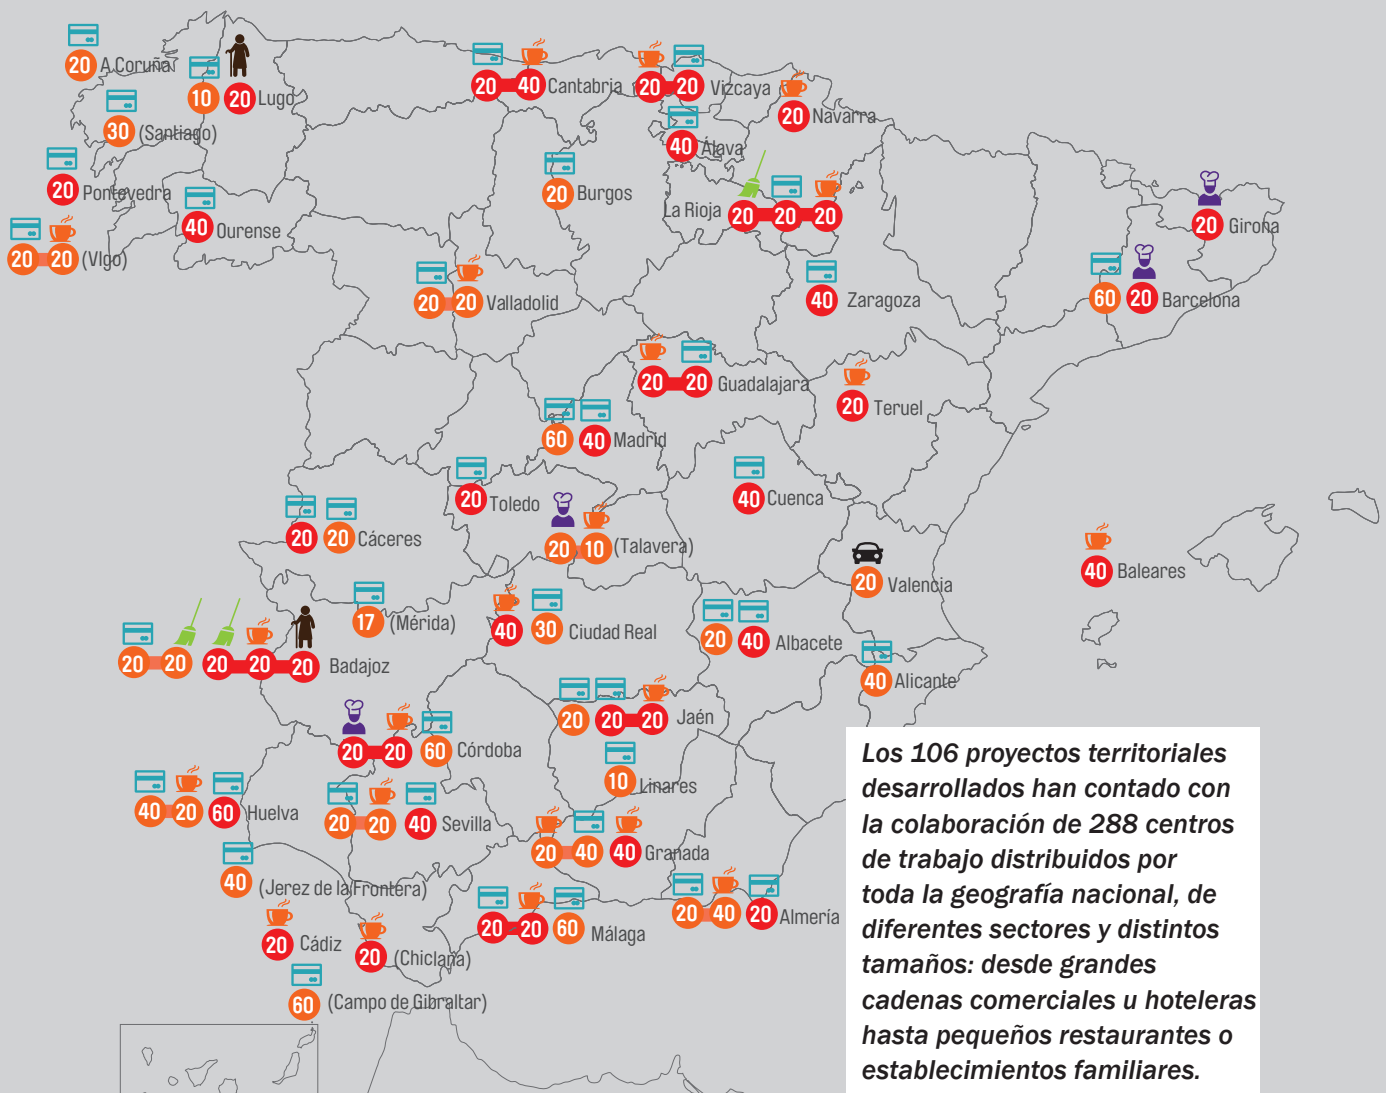 20 A Coruña
10 20 Lugo
30 (Santiago)
20 Pontevedra
40 Ourense
20 20 (VIgo)
20 40 Cantabria
20 20 Vizcaya
20 Navarra
40 Álava
20 Burgos
La Rioja 20 20 20
20 Girona
60 20 Barcelona
40 Zaragoza
20 20 Valladolid
20 20 Guadalajara
20 Teruel
60 40 Madrid
20 Toledo
40 Cuenca
20 20 Cáceres
20 10 (Talavera)
40 Baleares
20 Valencia
17 (Mérida)
40 30 Ciudad Real
20 40 Albacete
20 20 20 20 20 Badajoz
40 Alicante
20 20 20 Jaén
20 20 60 Córdoba
10 Linares
40 20 60 Huelva
20 20 40 Sevilla
20 40 40 Granada
40 (Jerez de la Frontera)
20 40 20 Almería
20 20 60 Málaga
20 Cádiz
20 (Chiclana)
60 (Campo de Gibraltar)
Los 106 proyectos territoriales
desarrollados han contado con
la colaboración de 288 centros
de trabajo distribuidos por
toda la geografía nacional, de
diferentes sectores y distintos
tamaños: desde grandes
cadenas comerciales u hoteleras
hasta pequeños restaurantes o
establecimientos familiares.